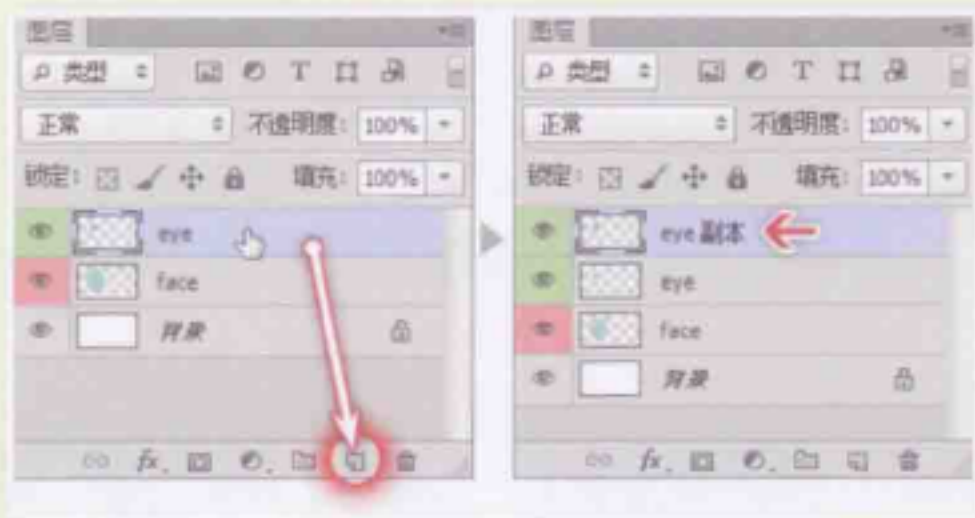 图层
类型
正常 不透明度: 100%
锁定: 填充: 100%
eye
face
背景
fx
图层
类型
正常 不透明度: 100%
锁定: 填充: 100%
eye 副本
eye
face
背景
fx